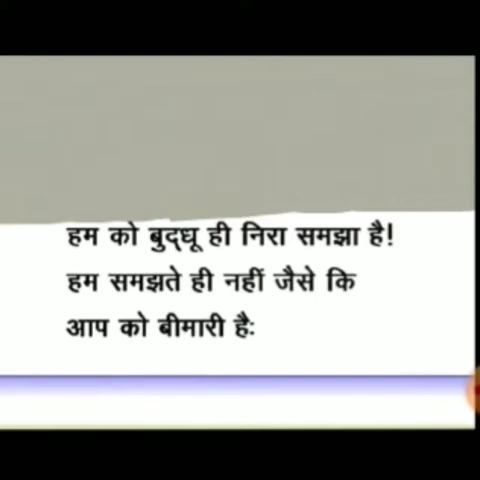 हम को बुद्धू ही निरा समझा है!
हम समझते ही नहीं जैसे कि
आप को बीमारी है: